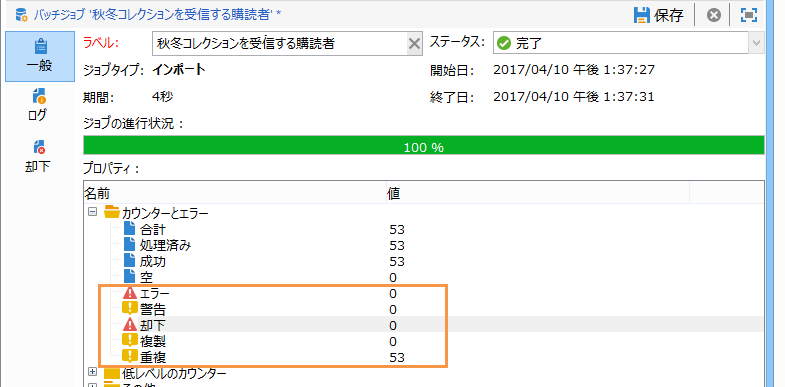 バッチジョブ '秋冬コレクションを受信する購読者' *
保存
一般
ログ
却下
ラベル: 秋冬コレクションを受信する購読者 ステータス: 完了
ジョブタイプ: インポート 開始日: 2017/04/10 午後 1:37:27
期間: 4秒 終了日: 2017/04/10 午後 1:37:31
ジョブの進行状況 :
100 %
プロパティ :
名前 値
カウンターとエラー
合計 53
処理済み 53
成功 53
空 0
エラー 0
警告 0
却下 0
複製 0
重複 53
低レベルのカウンター
その他